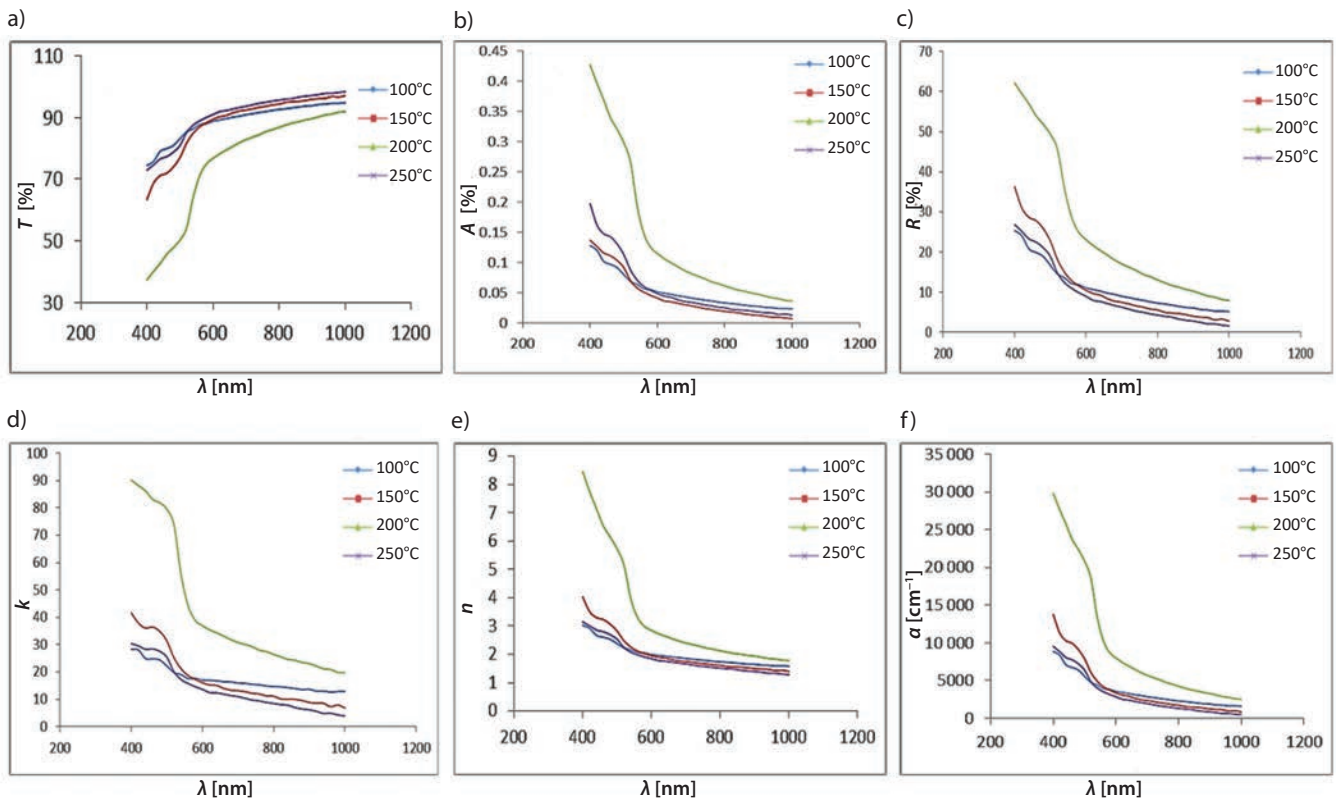 a)
110
90
70
50
30
T [%]
200 400 600 800 1000 1200
λ [nm]
100°C
150°C
200°C
250°C
b)
0.45
0.4
0.35
0.3
0.25
0.2
0.15
0.1
0.05
0
A [%]
200 400 600 800 1000 1200
λ [nm]
100°C
150°C
200°C
250°C
c)
70
60
50
40
30
20
10
0
R [%]
200 400 600 800 1000 1200
λ [nm]
100°C
150°C
200°C
250°C
d)
100
90
80
70
60
50
40
30
20
10
0
k
200 400 600 800 1000 1200
λ [nm]
100°C
150°C
200°C
250°C
e)
9
8
7
6
5
4
3
2
1
0
n
200 400 600 800 1000 1200
λ [nm]
100°C
150°C
200°C
250°C
f)
35 000
30 000
25 000
20 000
15 000
10 000
5000
0
α [cm⁻¹]
200 400 600 800 1000 1200
λ [nm]
100°C
150°C
200°C
250°C